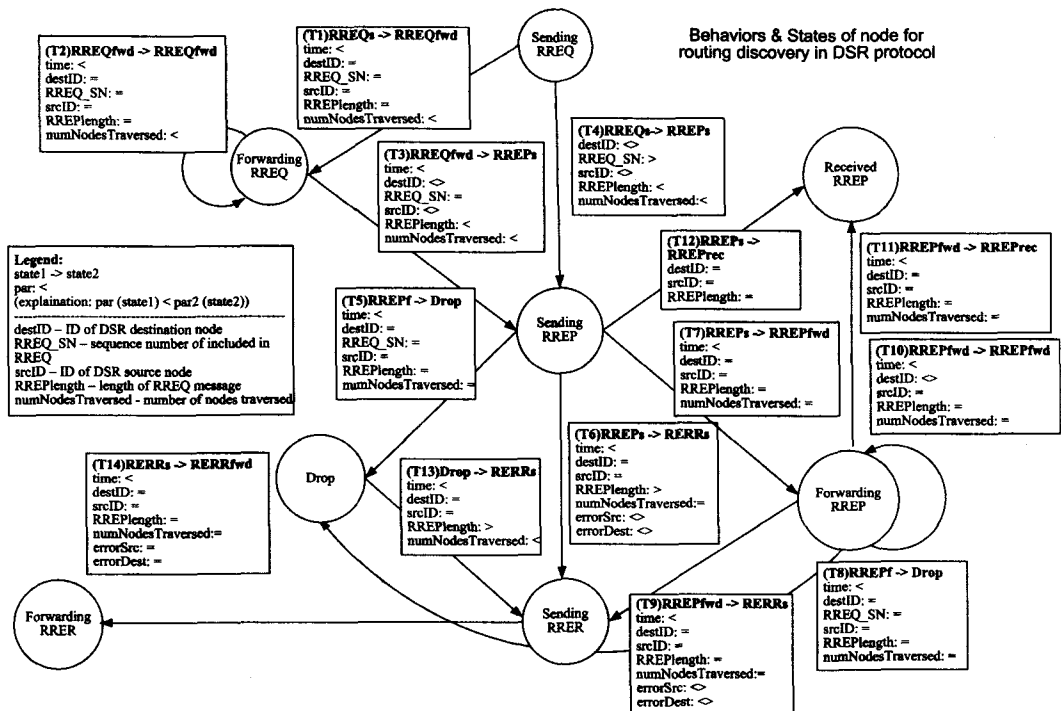 Behaviors & States of node for
routing discovery in DSR protocol
(T2)RREQfwd -> RREQfwd
time: <
destID: =
RREQ_SN: =
srcID: =
RREPlength: =
numNodesTraversed: <
(T1)RREQs -> RREQfwd
time: <
destID: =
RREQ_SN: =
srcID: =
RREPlength: =
numNodesTraversed: <
Sending
RREQ
Forwarding
RREQ
(T3)RREQfwd -> RREPs
time: <
destID: <>
RREQ_SN: =
srcID: <>
RREPlength: <
numNodesTraversed: <
(T4)RREQs-> RREPs
destID: <>
RREQ_SN: >
srcID: <>
RREPlength: <
numNodesTraversed:<
Received
RREP
Legend:
state1 -> state2
par: <
(explaination: par (state1) < par2 (state2))
destID – ID of DSR destination node
RREQ_SN – sequence number of included in
RREQ
srcID – ID of DSR source node
RREPlength – length of RREQ message
numNodesTraversed - number of nodes traversed
(T12)RREPs ->
RREPrec
destID: =
srcID: =
RREPlength: =
(T11)RREPfwd -> RREPrec
time: <
destID: =
srcID: =
RREPlength: =
numNodesTraversed: =
(T5)RREPf -> Drop
time: <
destID: =
RREQ_SN: =
srcID: =
RREPlength: =
numNodesTraversed: =
Sending
RREP
(T7)RREPs -> RREPfwd
time: <
destID: =
srcID: =
RREPlength: =
numNodesTraversed: =
(T10)RREPfwd -> RREPfwd
time: <
destID: <>
srcID: =
RREPlength: =
numNodesTraversed: =
(T14)RERRs -> RERRfwd
time: <
destID: =
srcID: =
RREPlength: =
numNodesTraversed:=
errorSrc: =
errorDest: =
Drop
(T13)Drop -> RERRs
time: <
destID: =
srcID: =
RREPlength: >
numNodesTraversed: <
(T6)REPs -> RERRs
time: <
destID: =
srcID: =
RREPlength: >
numNodesTraversed:=
errorSrc: <>
errorDest: <>
Forwarding
RREP
Forwarding
RRER
Sending
RRER
(T9)RREPfwd -> RERRs
time: <
destID: =
srcID: =
RREPlength: =
numNodesTraversed:=
errorSrc: <>
errorDest: <>
(T8)RREPf -> Drop
time: <
destID: =
RREQ_SN: =
srcID: =
RREPlength: =
numNodesTraversed: =